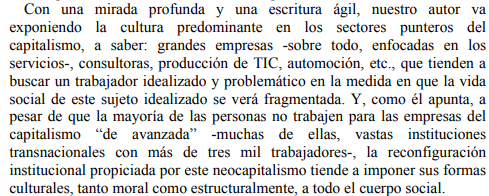 Con una mirada profunda y una escritura ágil, nuestro autor va
exponiendo la cultura predominante en los sectores punteros del
capitalismo, a saber: grandes empresas -sobre todo, enfocadas en los
servicios-, consultoras, producción de TIC, automoción, etc., que tienden a
buscar un trabajador idealizado y problemático en la medida en que la vida
social de este sujeto idealizado se verá fragmentada. Y, como él apunta, a
pesar de que la mayoría de las personas no trabajen para las empresas del
capitalismo “de avanzada” -muchas de ellas, vastas instituciones
transnacionales con más de tres mil trabajadores-, la reconfiguración
institucional propiciada por este neocapitalismo tiende a imponer sus formas
culturales, tanto moral como estructuralmente, a todo el cuerpo social.